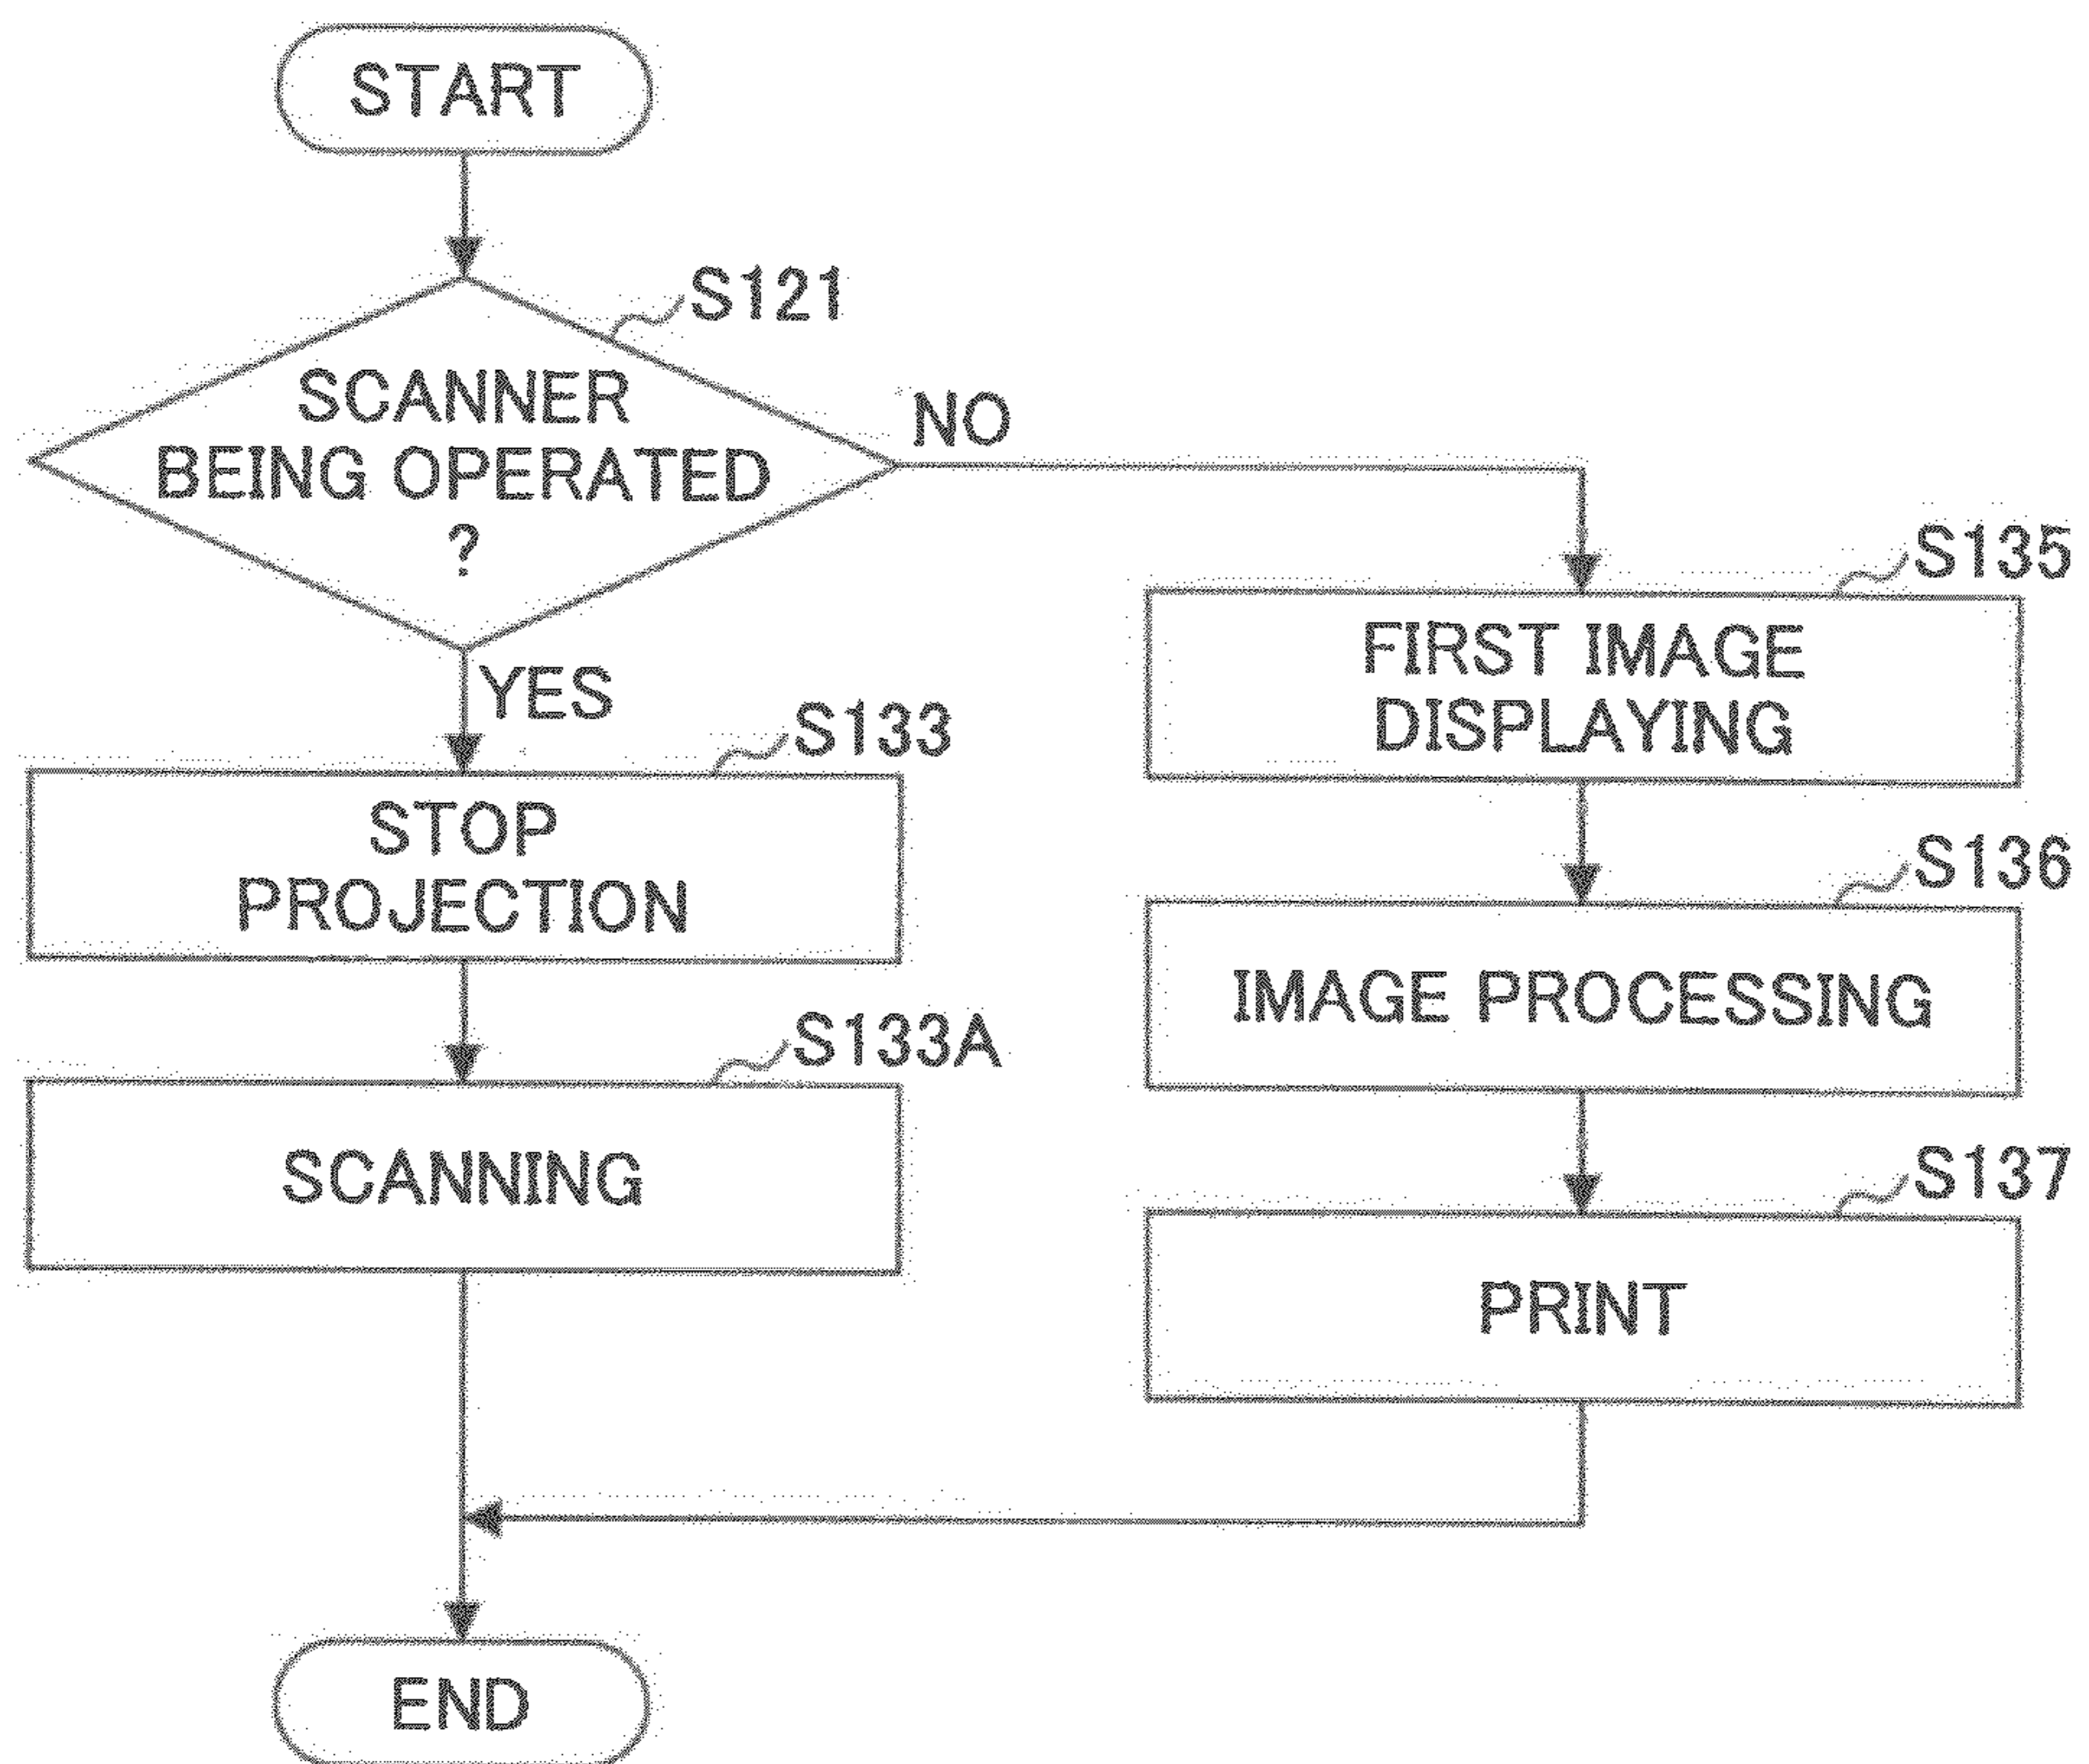 START
S121
SCANNER
BEING OPERATED
?
NO
YES
S133
STOP
PROJECTION
S133A
SCANNING
S135
FIRST IMAGE
DISPLAYING
S136
IMAGE PROCESSING
S137
PRINT
END